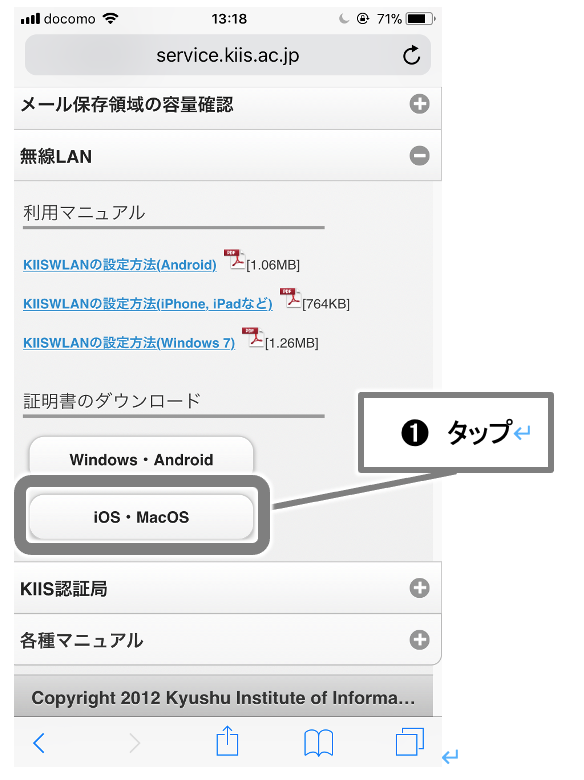 docomo 13:18 71%
service.kiis.ac.jp
メール保存領域の容量確認
無線LAN
利用マニュアル
KIISWLANの設定方法(Android) PDF [1.06MB]
KIISWLANの設定方法(iPhone, iPadなど) PDF [764KB]
KIISWLANの設定方法(Windows 7) PDF [1.26MB]
証明書のダウンロード
❶ タップ↵
Windows・Android
iOS・MacOS
KIIS認証局
各種マニュアル
Copyright 2012 Kyushu Institute of Informa…
↵